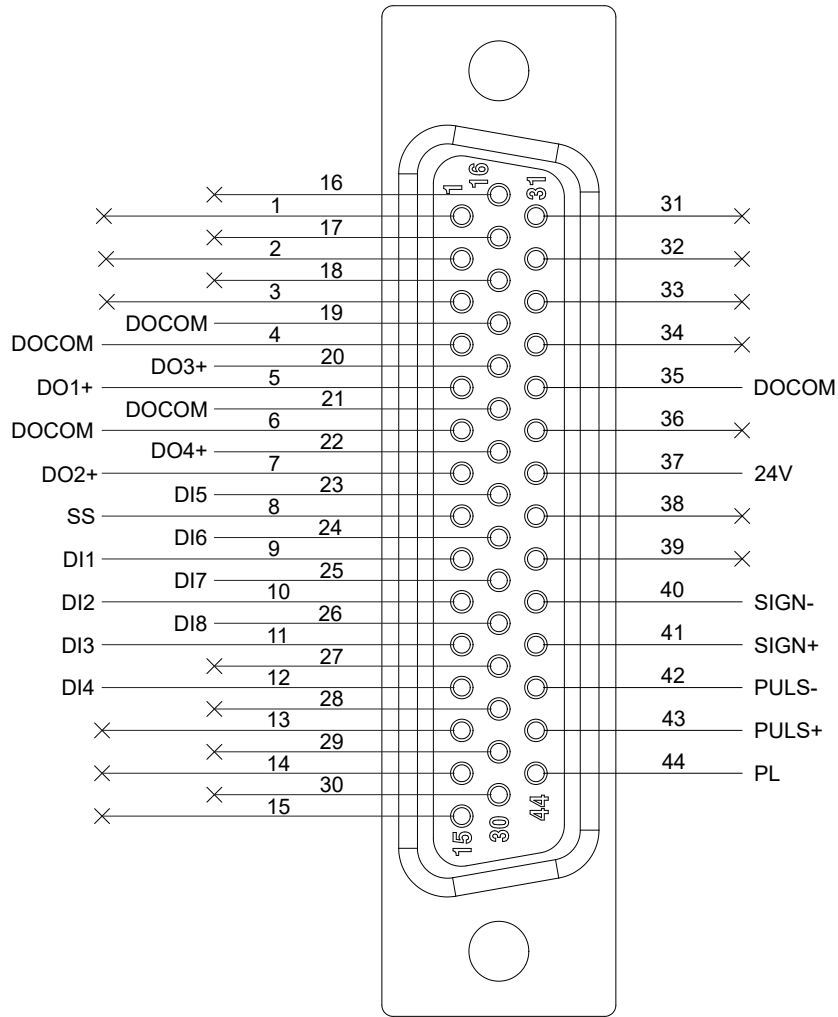 1 16 31
16
1 31
17
2 32
18
3 33
DOCOM 19
DOCOM 4 34
DO3+ 20
DO1+ 5 35 DOCOM
DOCOM 21
DOCOM 6 36
DO4+ 22
DO2+ 7 37 24V
DI5 23
SS 8 38
DI6 24
DI1 9 39
DI7 25
DI2 10 40 SIGN-
DI8 26
DI3 11 41 SIGN+
27
DI4 12 42 PULS-
28
13 43 PULS+
29
14 44 PL
30
15
15 30 44